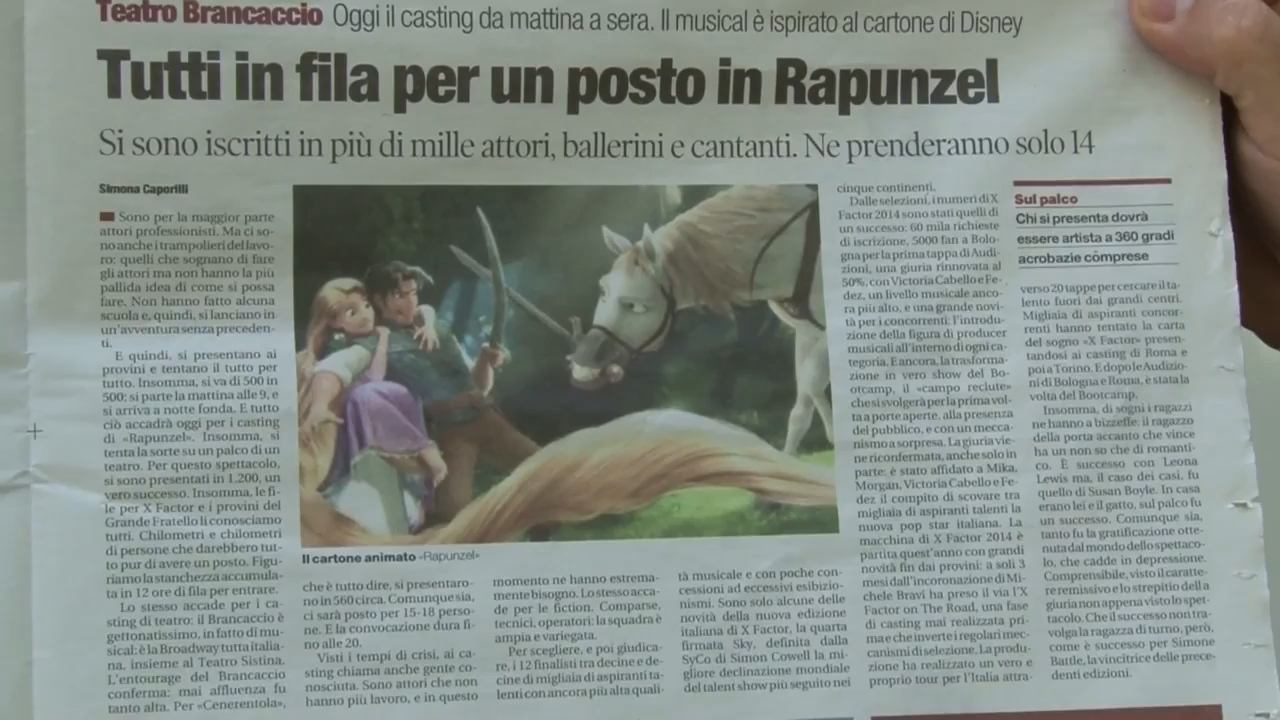 Teatro Brancaccio Oggi il casting da mattina a sera. Il musical è ispirato al cartone di Disney
Tutti in fila per un posto in Rapunzel
Si sono iscritti in più di mille attori, ballerini e cantanti. Ne prenderanno solo 14
Simona Caporilli
Sono per la maggior parte
attori professionisti. Ma ci so-
no anche i trampolieri del lavo-
ro: quelli che sognano di fare
gli attori ma non hanno la più
pallida idea di come si possa
fare. Non hanno fatto alcuna
scuola e, quindi, si lanciano in
un'avventura senza preceden-
ti.
E quindi, si presentano ai
provini e tentano il tutto per
tutto. Insomma, si va di 500 in
500: si parte la mattina alle 9, e
si arriva a notte fonda. E tutto
ciò accadrà oggi per i casting
di «Rapunzel». Insomma, si
tenta la sorte su un palco di un
teatro. Per questo spettacolo,
si sono presentati in 1.200, un
vero successo. Insomma, le fi-
le per X Factor e i provini del
Grande Fratello li conosciamo
tutti. Chilometri e chilometri
di persone che darebbero tut-
to pur di avere un posto. Figu-
riamo la stanchezza accumula-
ta in 12 ore di fila per entrare.
Lo stesso accade per i ca-
sting di teatro: il Brancaccio è
gettonatissimo, in fatto di mu-
sical: è la Broadway tutta italia-
na, insieme al Teatro Sistina.
L'entourage del Brancaccio
conferma: mai affluenza fu
tanto alta. Per «Cenerentola»,
Il cartone animato «Rapunzel»
che è tutto dire, si presentaro-
no in 560 circa. Comunque sia,
ci sarà posto per 15-18 perso-
ne. E la convocazione dura fi-
no alle 20.
Visti i tempi di crisi, ai ca-
sting chiama anche gente co-
nosciuta. Sono attori che non
hanno più lavoro, e in questo
momento ne hanno estrema-
mente bisogno. Lo stesso acca-
de per le fiction. Comparse,
tecnici, operatori: la squadra è
ampia e variegata.
Per scegliere, e poi giudica-
re, i 12 finalisti tra decine e de-
cine di migliaia di aspiranti ta-
lenti con ancora più alta quali-
tà musicale e con poche con-
cessioni ad eccessivi esibizio-
nismi. Sono solo alcune delle
novità della nuova edizione
italiana di X Factor, la quarta
firmata Sky, definita dalla
SyCo di Simon Cowell la mi-
gliore declinazione mondiale
del talent show più seguito nei
cinque continenti.
Dalle selezioni, i numeri di X
Factor 2014 sono stati quelli di
un successo: 60 mila richieste
di iscrizione, 5000 fan a Bolo-
gna per la prima tappa di Audi-
zioni, una giuria rinnovata al
50%, con Victoria Cabello e Fe-
dez, un livello musicale anco-
ra più alto, e una grande novi-
tà per i concorrenti: l'introdu-
zione della figura di producer
musicali all'interno di ogni ca-
tegoria. E ancora, la trasforma-
zione in vero show del Bo-
otcamp, il «campo reclute»
che si svolgerà per la prima vol-
ta a porte aperte, alla presenza
del pubblico, e con un mecca-
nismo a sorpresa. La giuria vie-
ne riconfermata, anche solo in
parte: è stato affidato a Mika,
Morgan, Victoria Cabello e Fe-
dez il compito di scovare tra
migliaia di aspiranti talenti la
nuova pop star italiana. La
macchina di X Factor 2014 è
partita quest'anno con grandi
novità fin dai provini: a soli 3
mesi dall'incoronazione di Mi-
chele Bravi ha preso il via l'X
Factor on The Road, una fase
di casting mai realizzata pri-
ma e che inverte i regolari mec-
canismi di selezione. La produ-
zione ha realizzato un vero e
proprio tour per l'Italia attra-
Sul palco
Chi si presenta dovrà
essere artista a 360 gradi
acrobazie comprese
verso 20 tappe per cercare il ta-
lento fuori dai grandi centri.
Migliaia di aspiranti concor-
renti hanno tentato la carta
del sogno «X Factor» presen-
tandosi ai casting di Roma e
poi a Torino. E dopo le Audizio-
ni di Bologna e Roma, è stata la
volta del Bootcamp.
Insomma, di sogni i ragazzi
ne hanno a bizzeffe: il ragazzo
della porta accanto che vince
ha un non so che di romanti-
co. È successo con Leona
Lewis ma, il caso dei casi, fu
quello di Susan Boyle. In casa
erano lei e il gatto, sul palco fu
un successo. Comunque sia,
tanto fu la gratificazione otte-
nuta dal mondo dello spettaco-
lo, che cadde in depressione.
Comprensibile, visto il caratte-
re remissivo e lo strepitio della
giuria non appena visto lo spet-
tacolo. Che il successo non tra-
volga la ragazza di turno, però,
come è successo per Simone
Battle, la vincitrice delle prece-
denti edizioni.